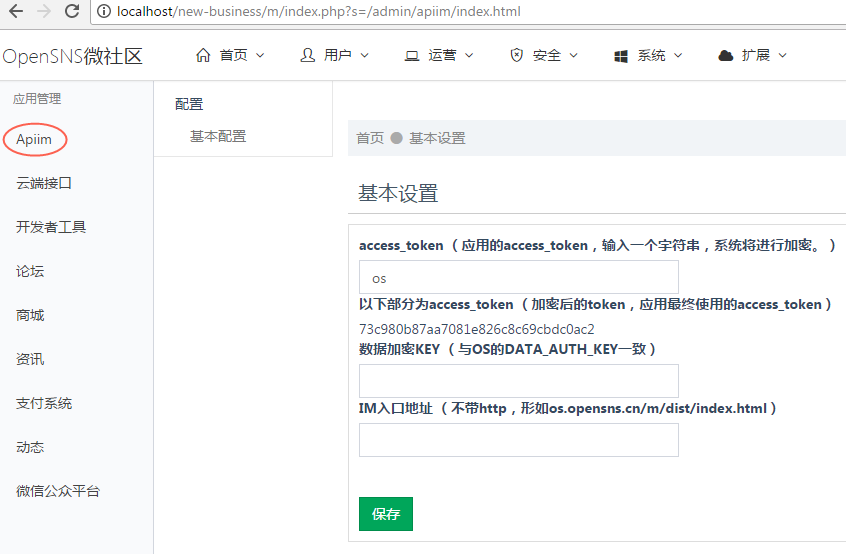 localhost/new-business/m/index.php?s=/admin/apiim/index.html
OpenSNS微社区 首页 用户 运营 安全 系统 扩展
应用管理
Apiim
云端接口
开发者工具
论坛
商城
资讯
支付系统
动态
微信公众平台
配置
基本配置
首页 基本设置
基本设置
access_token（应用的access_token，输入一个字符串，系统将进行加密。）
os
以下部分为access_token（加密后的token，应用最终使用的access_token）
73c980b87aa7081e826c8c69cbdc0ac2
数据加密KEY（与OS的DATA_AUTH_KEY一致）
IM入口地址（不带http，形如os.opensns.cn/m/dist/index.html）
保存